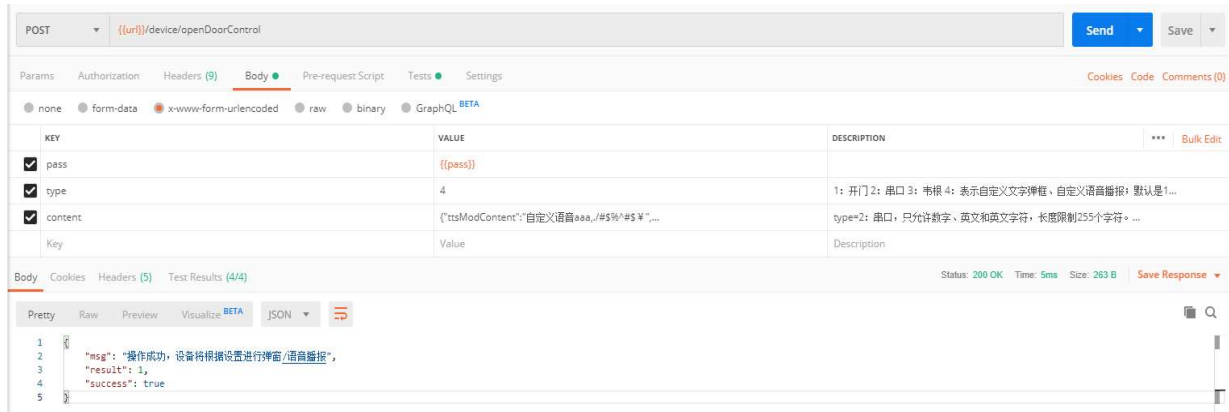 POST {{url}}/device/openDoorControl Send Save
Params Authorization Headers (9) Body Pre-request Script Tests Settings Cookies Code Comments (0)
none form-data x-www-form-urlencoded raw binary GraphQL BETA
KEY VALUE DESCRIPTION ••• Bulk Edit
pass {{pass}}
type 4 1：开门 2：串口 3：韦根 4：表示自定义文字弹框、自定义语音播报；默认是1...
content {"ttsModContent":"自定义语音aaa,./#$%^#$￥",... type=2：串口，只允许数字、英文和英文字符，长度限制255个字符。...
Key Value Description
Body Cookies Headers (5) Test Results (4/4) Status: 200 OK Time: 5ms Size: 263 B Save Response
Pretty Raw Preview Visualize BETA JSON
1 {
2 "msg": "操作成功，设备将根据设置进行弹窗/语音播报",
3 "result": 1,
4 "success": true
5 }